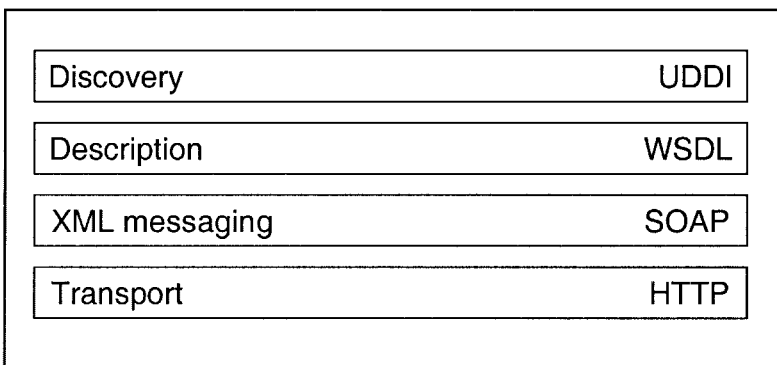 Discovery UDDI
Description WSDL
XML messaging SOAP
Transport HTTP